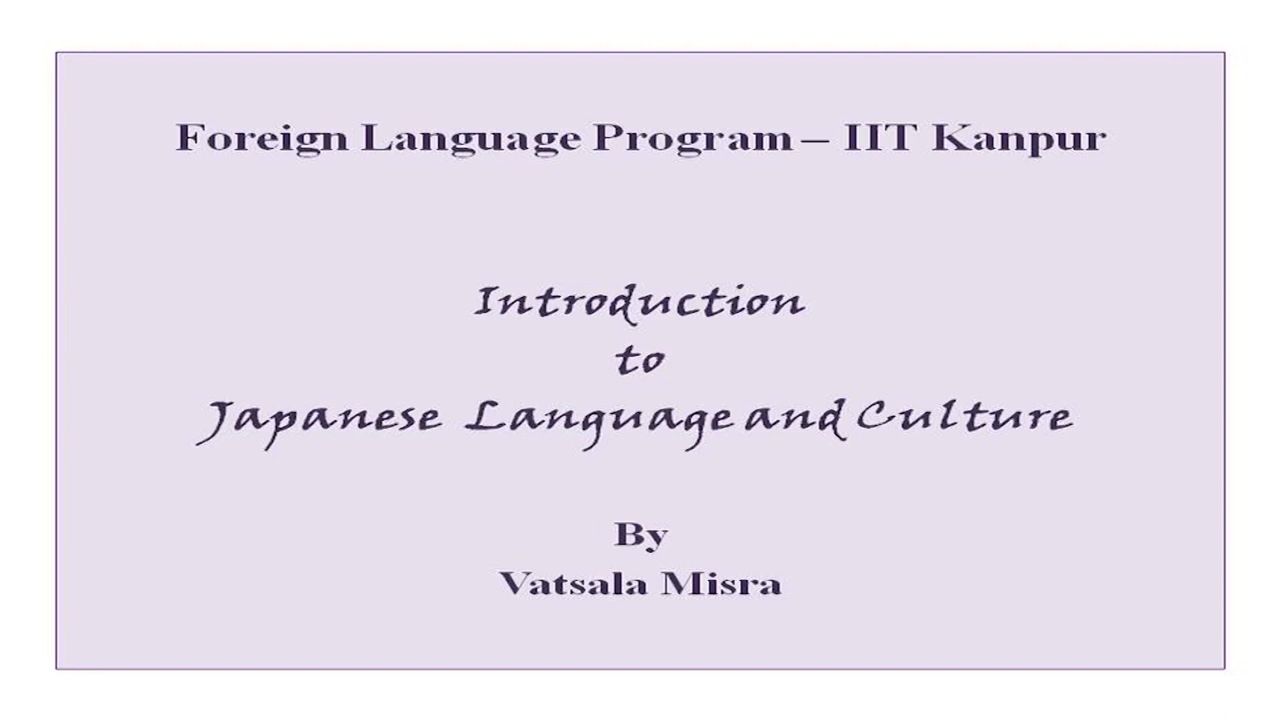 Foreign Language Program – IIT Kanpur
Introduction
to
Japanese Language and Culture
By
Vatsala Misra